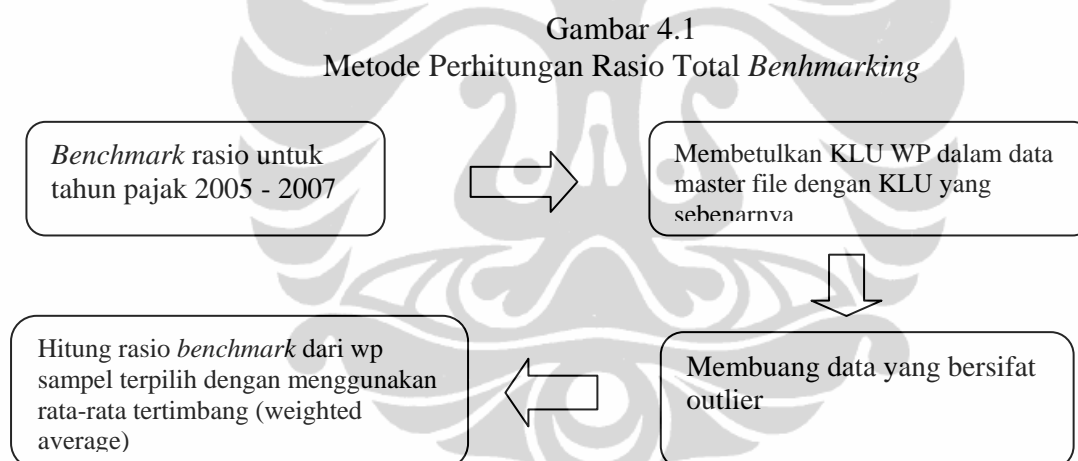 Gambar 4.1
Metode Perhitungan Rasio Total Benhmarking
Benchmark rasio untuk
tahun pajak 2005 - 2007
Membetulkan KLU WP dalam data
master file dengan KLU yang
sebenarnya
Membuang data yang bersifat
outlier
Hitung rasio benchmark dari wp
sampel terpilih dengan menggunakan
rata-rata tertimbang (weighted
average)